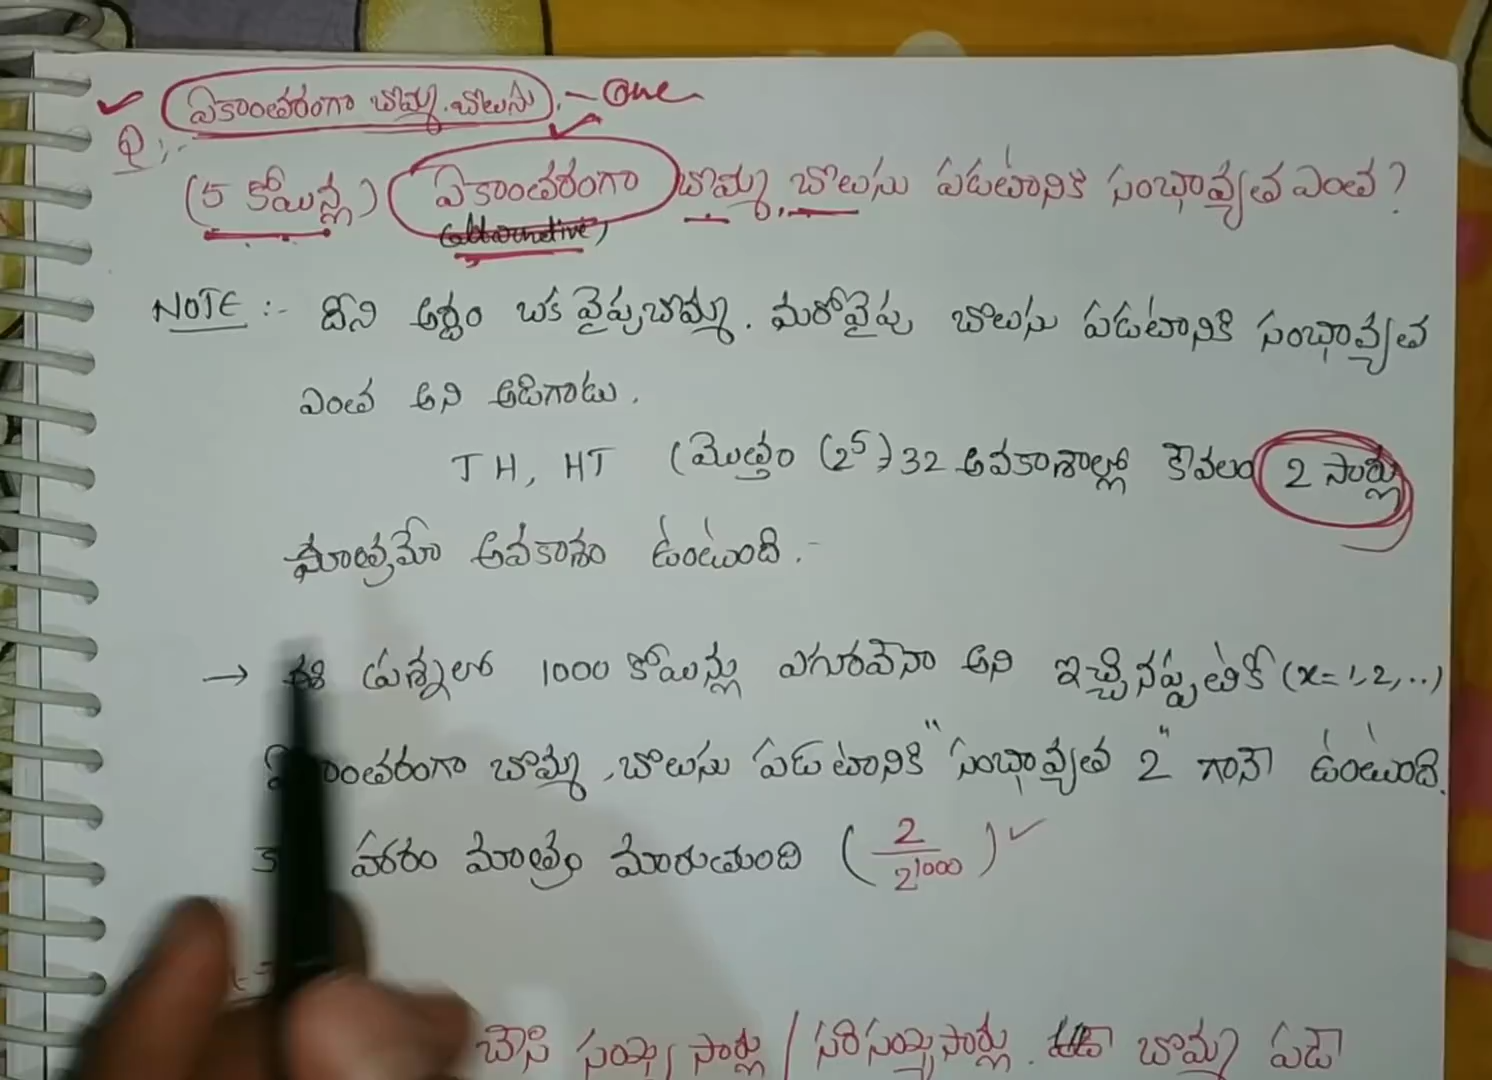 ఏకాంతరంగా బొమ్మ. బొరుసు. - One
Q:-
(5 కోయిన్ల) ఏకాంతరంగా బొమ్మ, బొరుసు పడటానికి సంభావ్యత ఎంత?
(alternative)
NOTE :- దీని అర్థం ఒక వైపు బొమ్మ. మరోవైపు బొరుసు పడటానికి సంభావ్యత
ఎంత అని అడిగాడు.
TH, HT (మొత్తం (2⁵) 32 అవకాశాల్లో కేవలం 2 సార్లు
మాత్రమే అవకాశం ఉంటుంది.
→ ఈ ప్రశ్నలో 1000 కోయిన్లు ఎగురవేసినా అని ఇచ్చినప్పటికీ (x=1,2,..)
బొమ్మ, బొరుసు పడటానికి "సంభావ్యత 2" గానే ఉంటుంది.
హారం మాత్రం మారుతుంది (2/2¹⁰⁰⁰)
సార్లు / సరిసంఖ్య సార్లు. బొమ్మ పడా